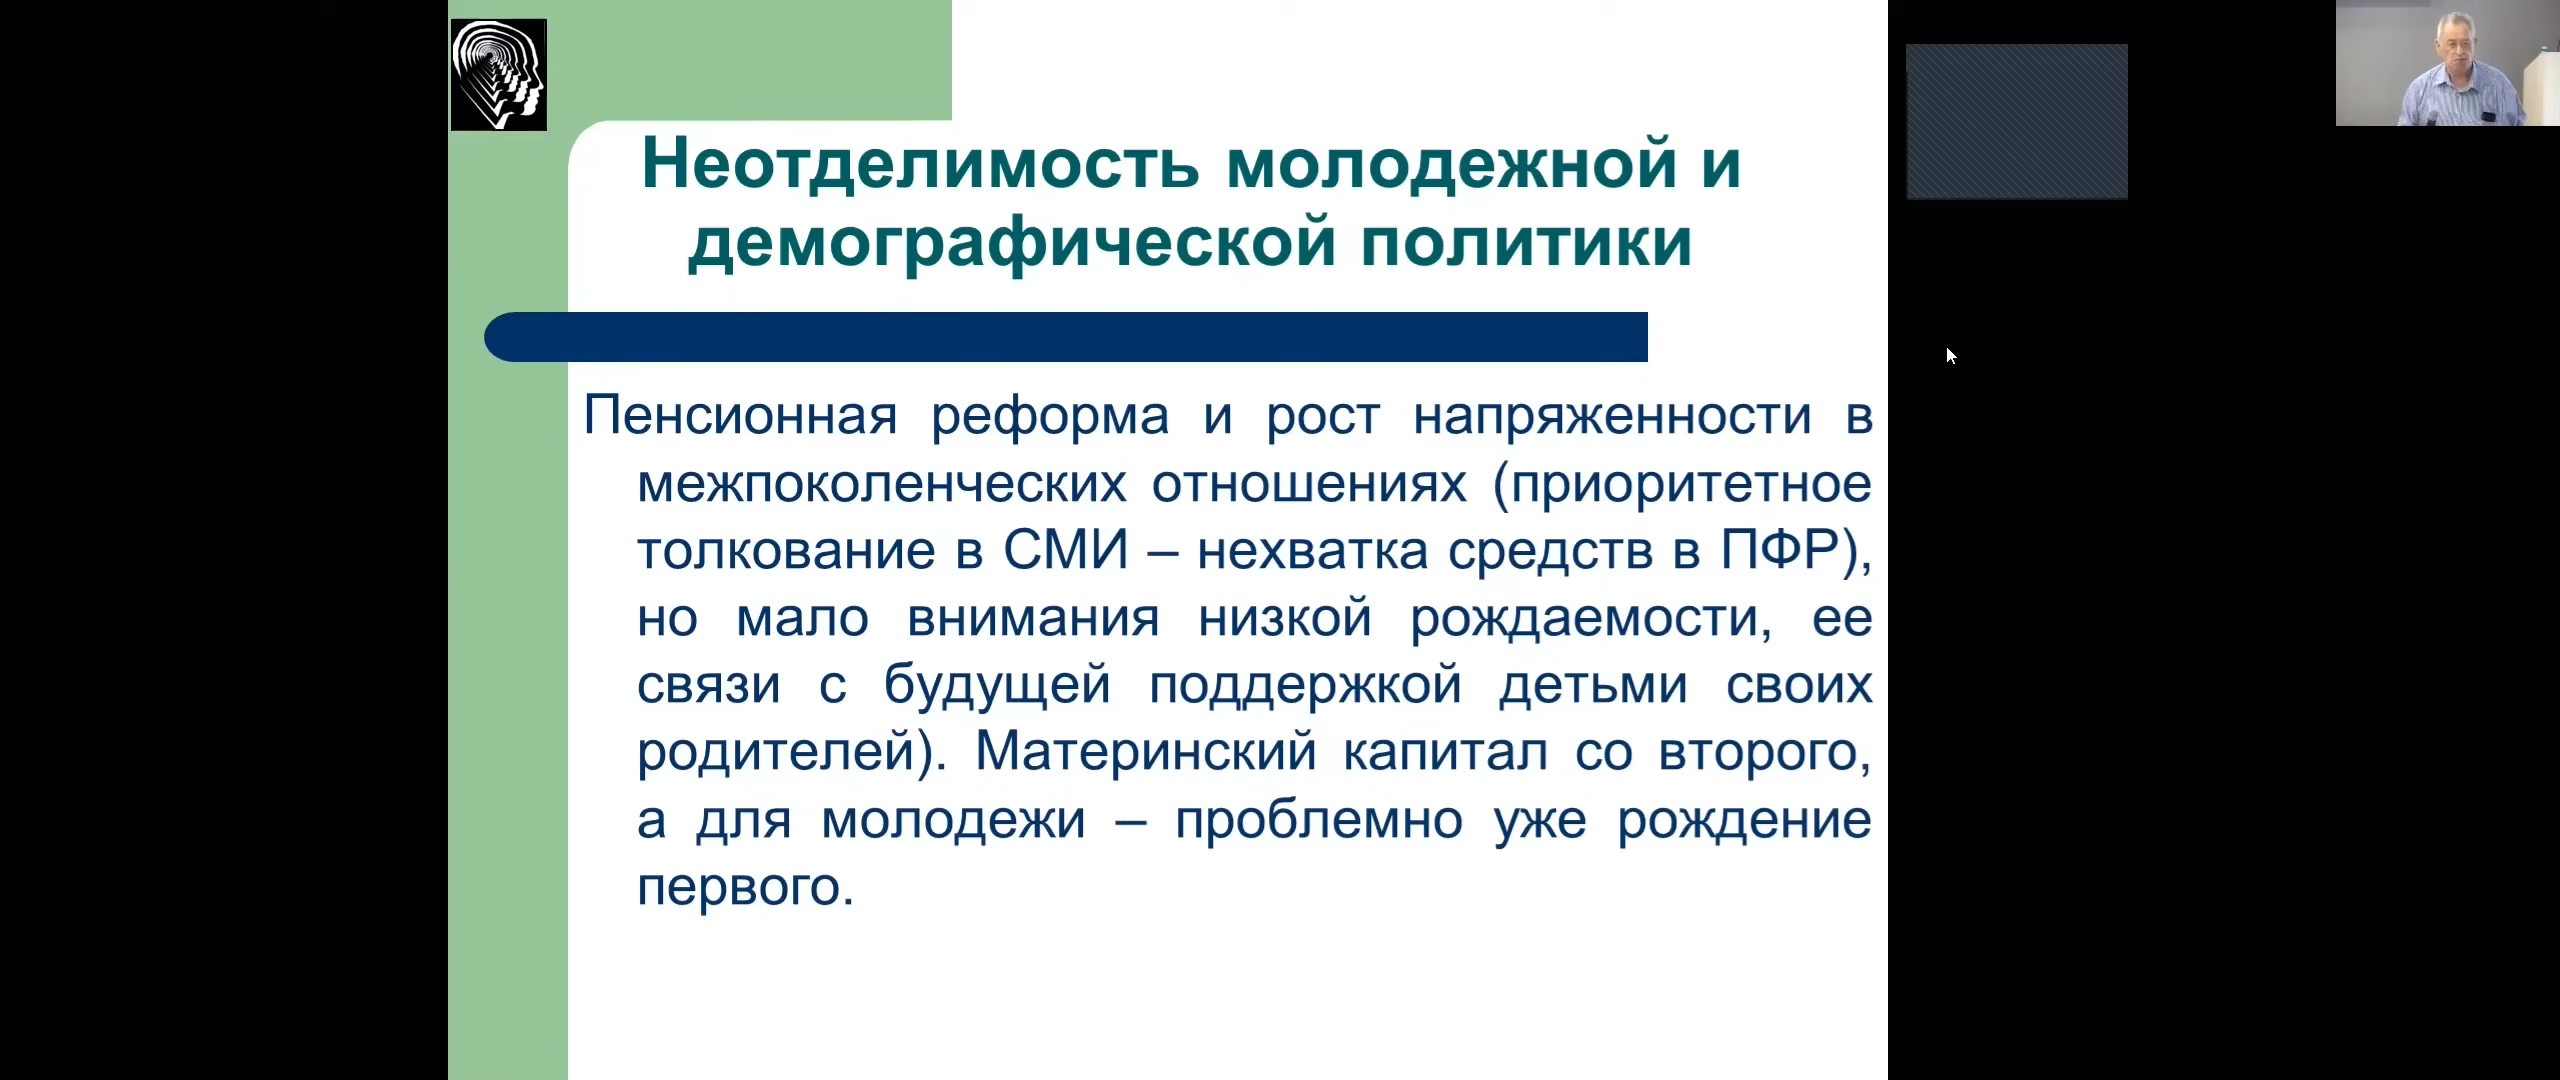 Неотделимость молодежной и
демографической политики
Пенсионная реформа и рост напряженности в
межпоколенческих отношениях (приоритетное
толкование в СМИ – нехватка средств в ПФР),
но мало внимания низкой рождаемости, ее
связи с будущей поддержкой детьми своих
родителей). Материнский капитал со второго,
а для молодежи – проблемно уже рождение
первого.